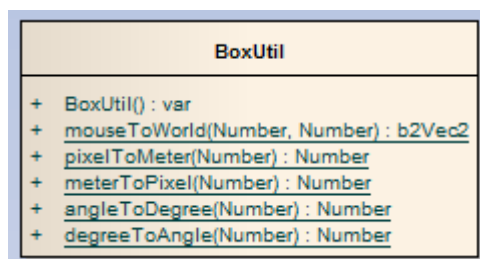 BoxUtil
+ BoxUtil() : var
+ mouseToWorld(Number, Number) : b2Vec2
+ pixelToMeter(Number) : Number
+ meterToPixel(Number) : Number
+ angleToDegree(Number) : Number
+ degreeToAngle(Number) : Number